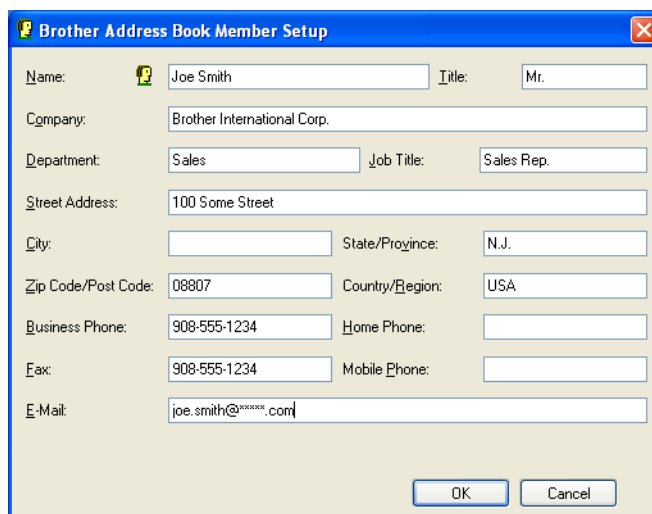 Brother Address Book Member Setup
Name: Joe Smith Title: Mr.
Company: Brother International Corp.
Department: Sales Job Title: Sales Rep.
Street Address: 100 Some Street
City: State/Province: N.J.
Zip Code/Post Code: 08807 Country/Region: USA
Business Phone: 908-555-1234 Home Phone:
Fax: 908-555-1234 Mobile Phone:
E-Mail: joe.smith@*****.com
OK Cancel